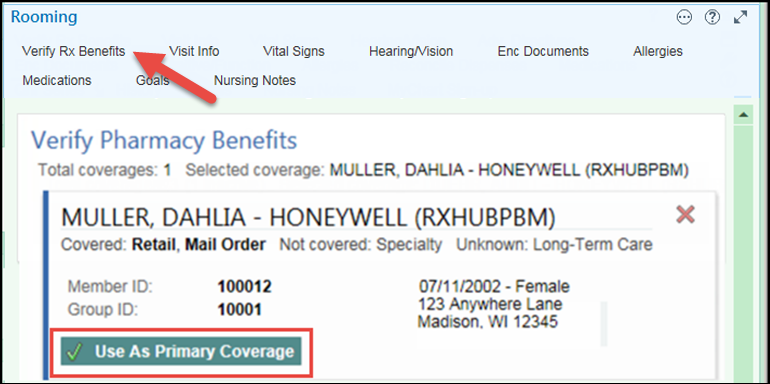 Rooming
Verify Rx Benefits Visit Info Vital Signs Hearing/Vision Enc Documents Allergies
Medications Goals Nursing Notes
Verify Pharmacy Benefits
Total coverages: 1 Selected coverage: MULLER, DAHLIA - HONEYWELL (RXHUBPBM)
MULLER, DAHLIA - HONEYWELL (RXHUBPBM)
Covered: Retail, Mail Order Not covered: Specialty Unknown: Long-Term Care
Member ID: 100012 07/11/2002 - Female
Group ID: 10001 123 Anywhere Lane
Madison, WI 12345
Use As Primary Coverage